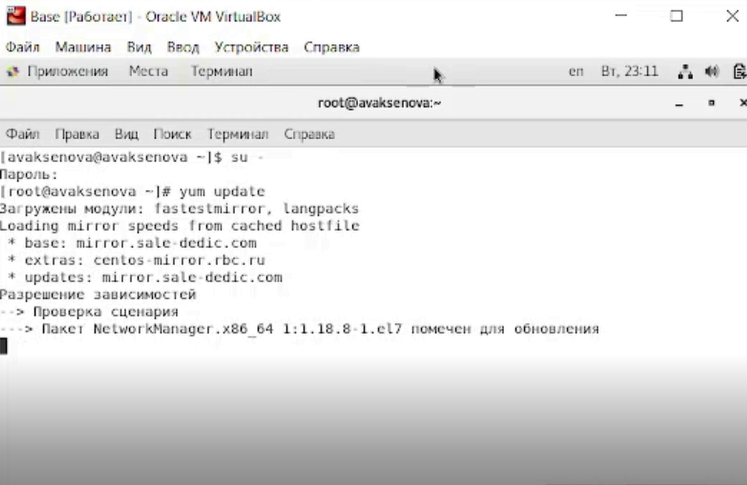 Base [Работает] - Oracle VM VirtualBox
Файл Машина Вид Ввод Устройства Справка
Приложения Места Терминал en Вт, 23:11
root@avaksenova:~
Файл Правка Вид Поиск Терминал Справка
[avaksenova@avaksenova ~]$ su -
Пароль:
[root@avaksenova ~]# yum update
Загружены модули: fastestmirror, langpacks
Loading mirror speeds from cached hostfile
* base: mirror.sale-dedic.com
* extras: centos-mirror.rbc.ru
* updates: mirror.sale-dedic.com
Разрешение зависимостей
--> Проверка сценария
---> Пакет NetworkManager.x86_64 1:1.18.8-1.el7 помечен для обновления